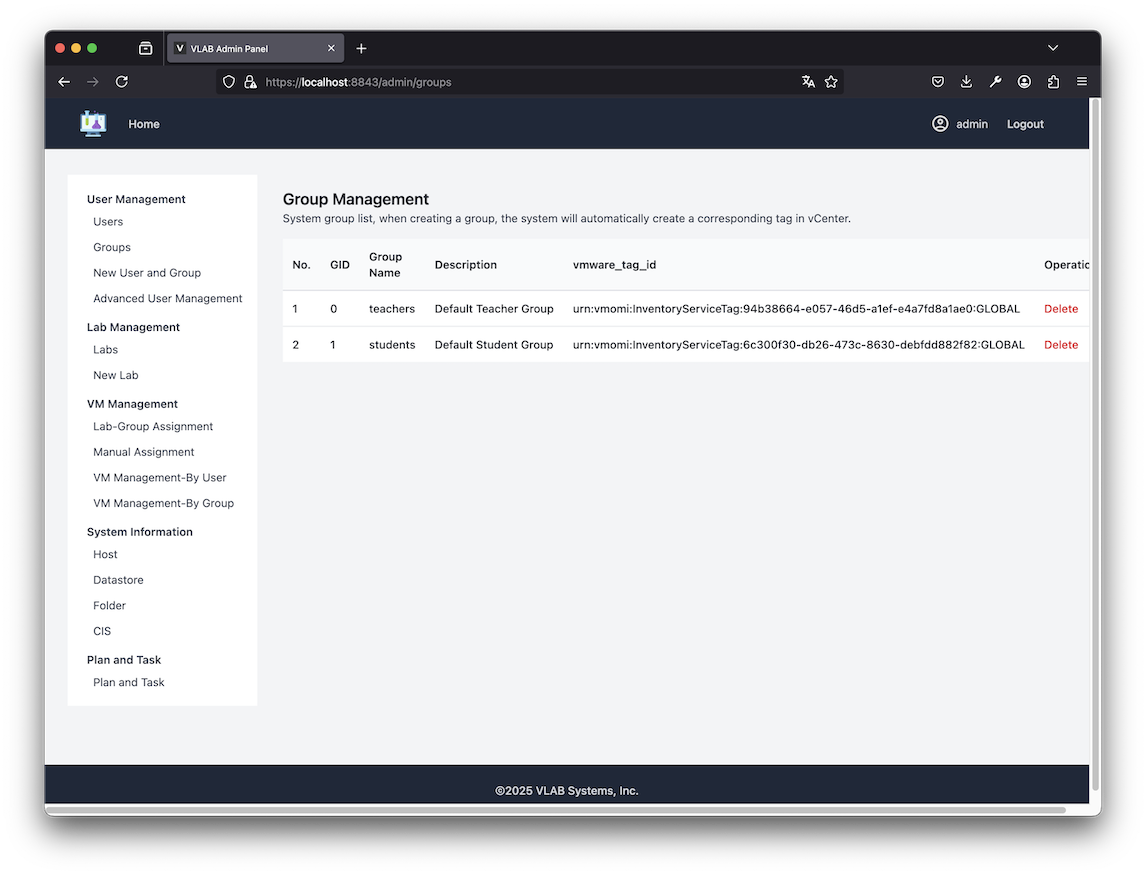 V VLAB Admin Panel
https://localhost:8843/admin/groups
Home
admin Logout
User Management
Users
Groups
New User and Group
Advanced User Management
Lab Management
Labs
New Lab
VM Management
Lab-Group Assignment
Manual Assignment
VM Management-By User
VM Management-By Group
System Information
Host
Datastore
Folder
CIS
Plan and Task
Plan and Task
Group Management
System group list, when creating a group, the system will automatically create a corresponding tag in vCenter.
No. GID Group Name Description vmware_tag_id Operatio
1 0 teachers Default Teacher Group urn:vmomi:InventoryServiceTag:94b38664-e057-46d5-a1ef-e4a7fd8a1ae0:GLOBAL Delete
2 1 students Default Student Group urn:vmomi:InventoryServiceTag:6c300f30-db26-473c-8630-debfdd882f82:GLOBAL Delete
©2025 VLAB Systems, Inc.